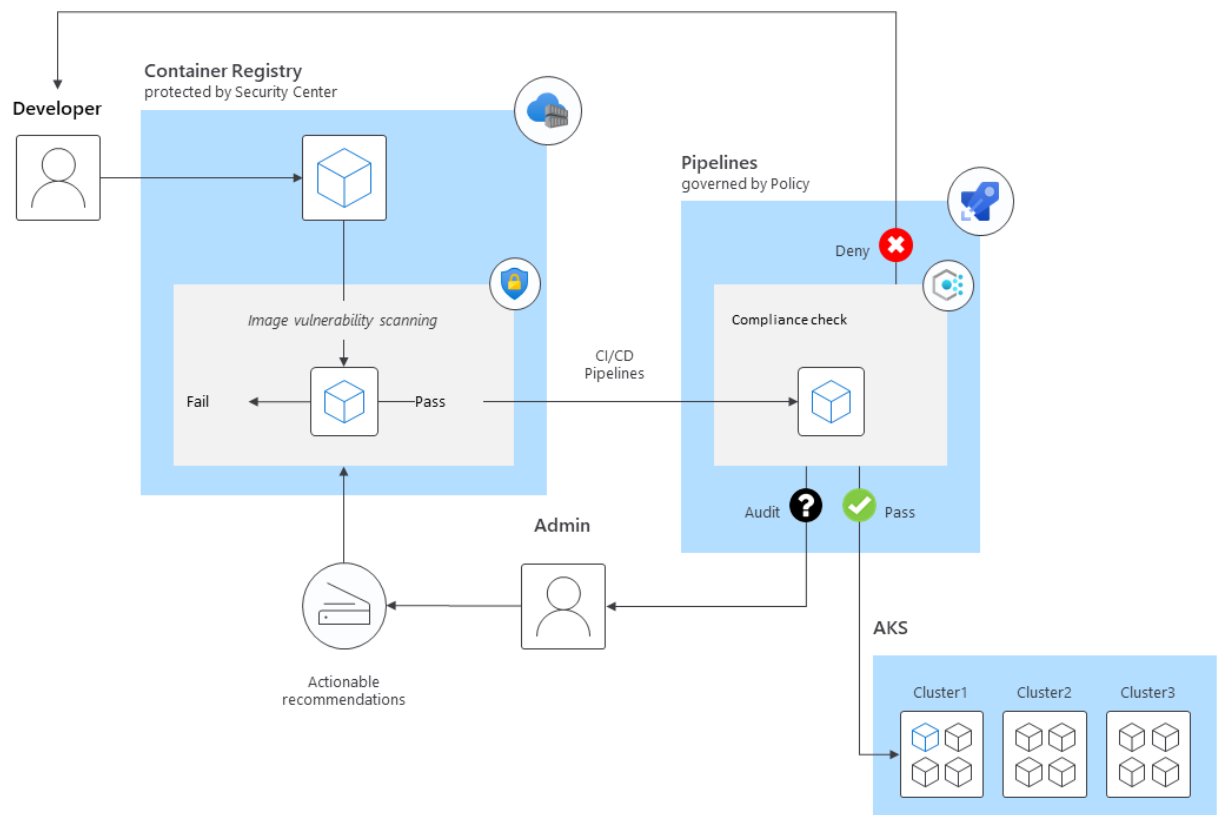 Container Registry
protected by Security Center
Developer
Pipelines
governed by Policy
Deny
Image vulnerability scanning
Compliance check
CI/CD
Pipelines
Fail
Pass
Audit
?
Pass
Admin
AKS
Actionable
recommendations
Cluster1
Cluster2
Cluster3